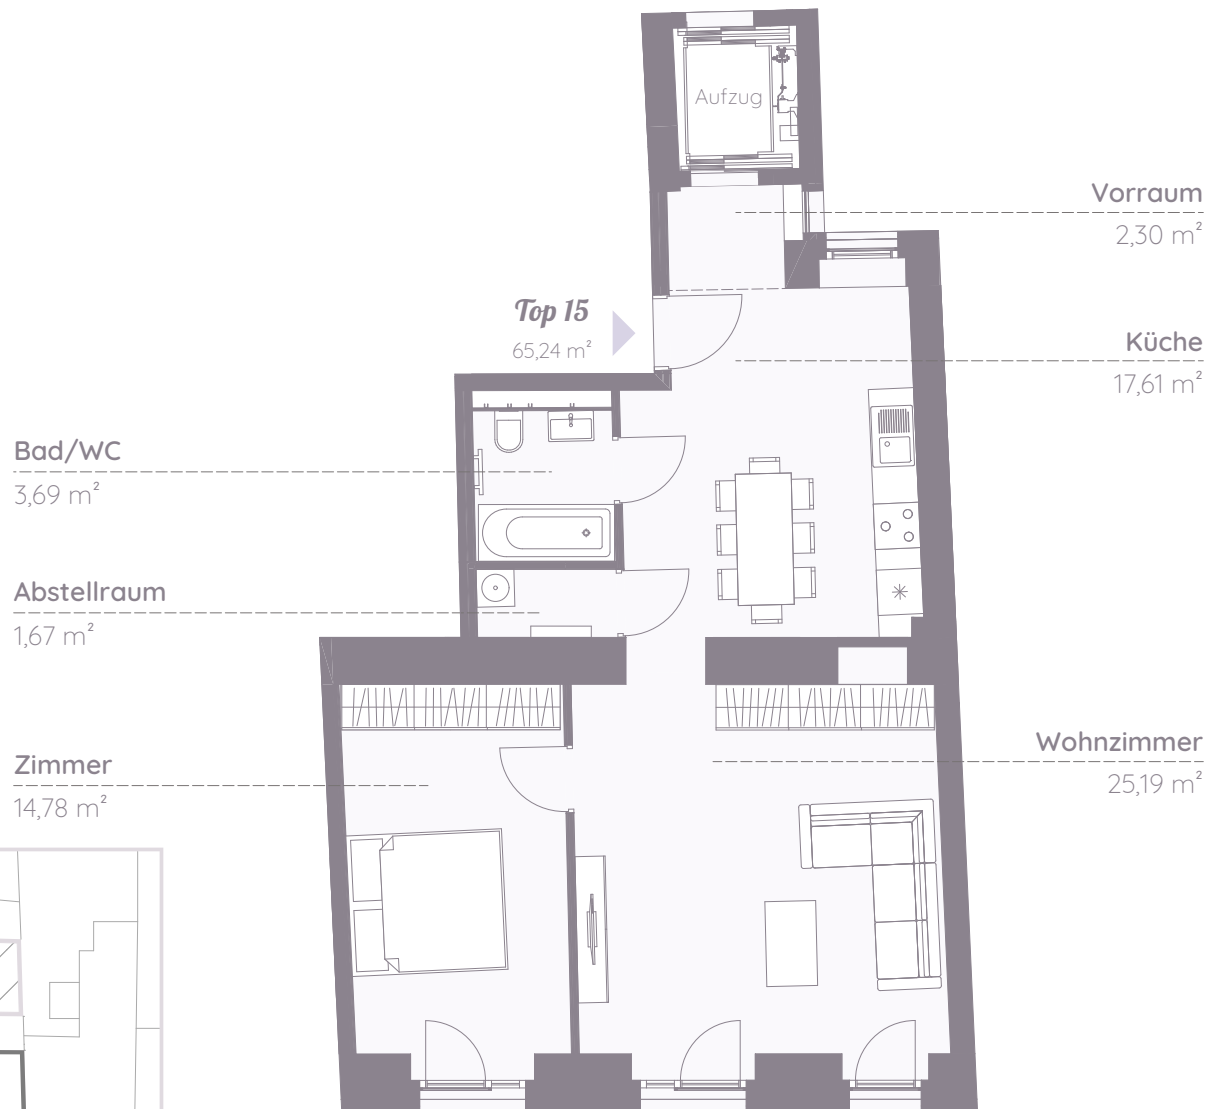 Aufzug
Vorraum
2,30 m²
Top 15
65,24 m²
Küche
17,61 m²
Bad/WC
3,69 m²
Abstellraum
1,67 m²
Wohnzimmer
25,19 m²
Zimmer
14,78 m²